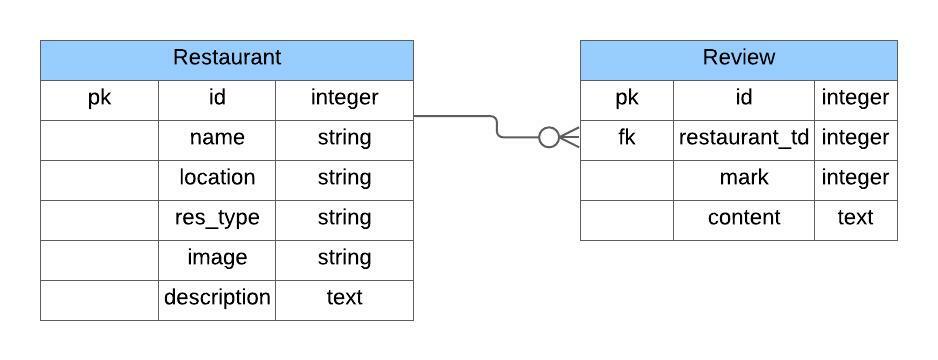 Restaurant
pk id integer
name string
location string
res_type string
image string
description text
Review
pk id integer
fk restaurant_td integer
mark integer
content text